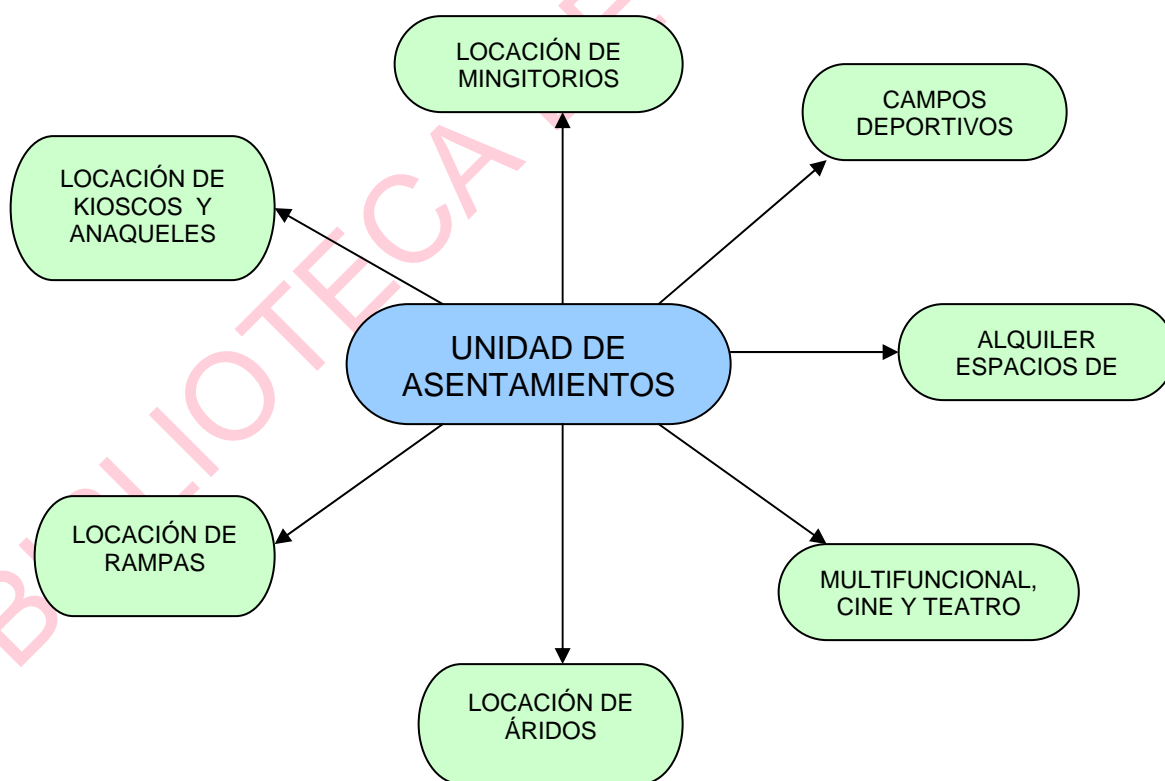 LOCACIÓN DE
MINGITORIOS
CAMPOS
DEPORTIVOS
LOCACIÓN DE
KIOSCOS Y
ANAQUELES
UNIDAD DE
ASENTAMIENTOS
ALQUILER
ESPACIOS DE
LOCACIÓN DE
RAMPAS
MULTIFUNCIONAL,
CINE Y TEATRO
LOCACIÓN DE
ÁRIDOS
BIBLIOTECA